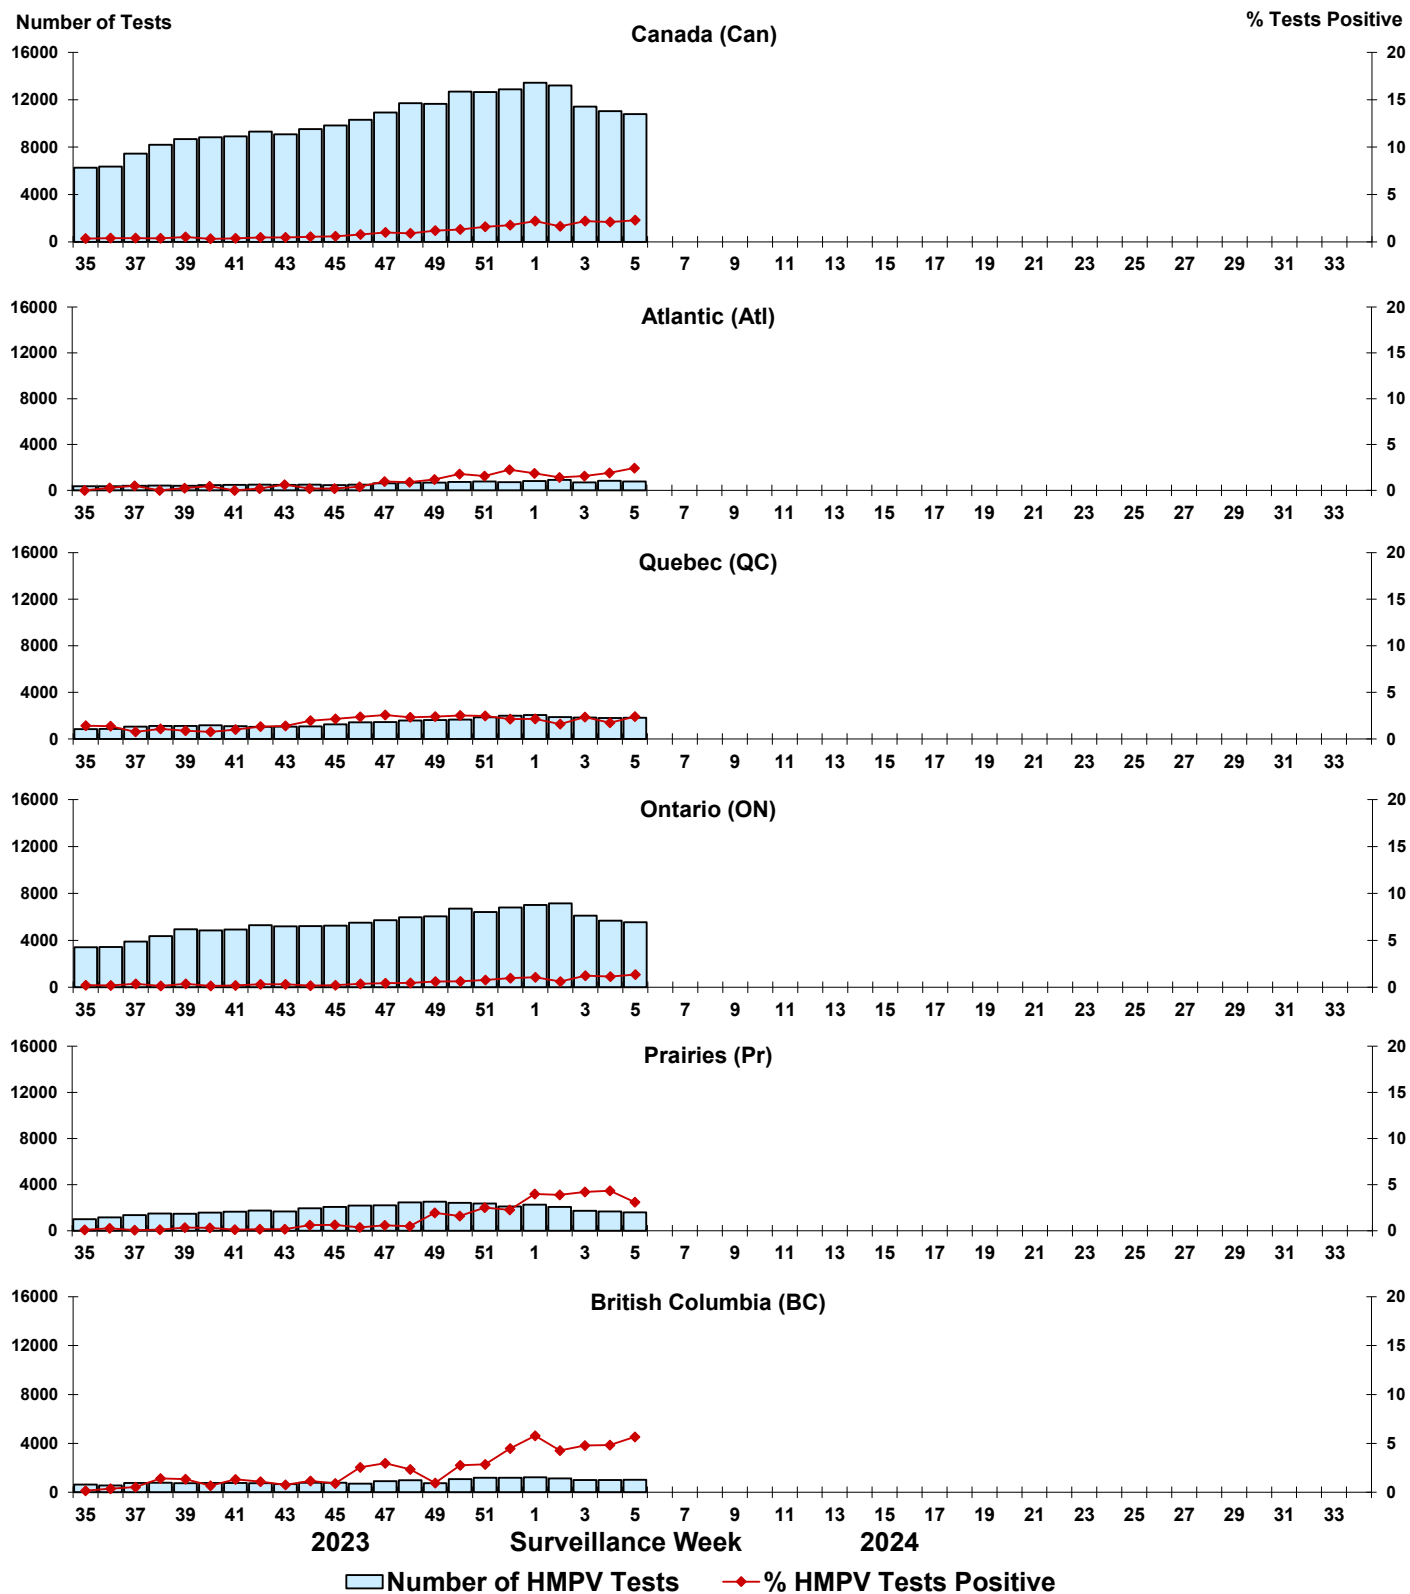 Number of Tests
% Tests Positive
Canada (Can)
16000 20
12000 15
8000 10
4000 5
0 0
35 37 39 41 43 45 47 49 51 1 3 5 7 9 11 13 15 17 19 21 23 25 27 29 31 33
Atlantic (Atl)
16000 20
12000 15
8000 10
4000 5
0 0
35 37 39 41 43 45 47 49 51 1 3 5 7 9 11 13 15 17 19 21 23 25 27 29 31 33
Quebec (QC)
16000 20
12000 15
8000 10
4000 5
0 0
35 37 39 41 43 45 47 49 51 1 3 5 7 9 11 13 15 17 19 21 23 25 27 29 31 33
Ontario (ON)
16000 20
12000 15
8000 10
4000 5
0 0
35 37 39 41 43 45 47 49 51 1 3 5 7 9 11 13 15 17 19 21 23 25 27 29 31 33
Prairies (Pr)
16000 20
12000 15
8000 10
4000 5
0 0
35 37 39 41 43 45 47 49 51 1 3 5 7 9 11 13 15 17 19 21 23 25 27 29 31 33
British Columbia (BC)
16000 20
12000 15
8000 10
4000 5
0 0
35 37 39 41 43 45 47 49 51 1 3 5 7 9 11 13 15 17 19 21 23 25 27 29 31 33
2023 Surveillance Week 2024
Number of HMPV Tests % HMPV Tests Positive